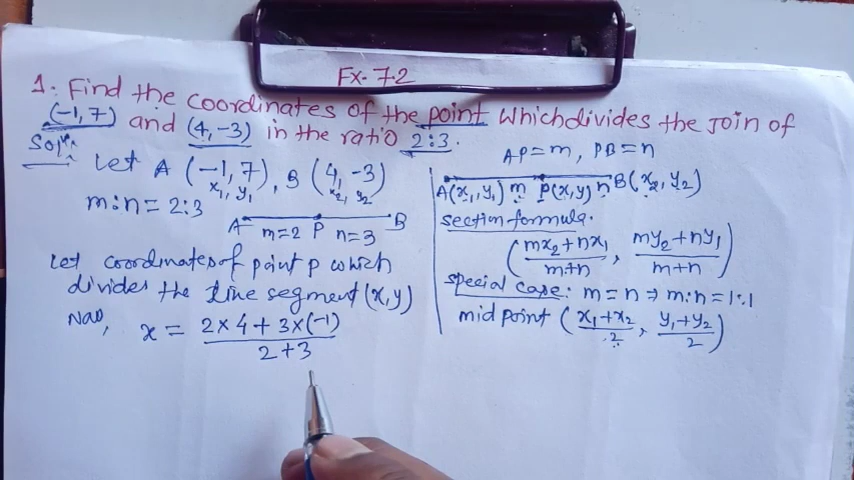 Ex-7.2
1. Find the coordinates of the point which divides the join of
(-1,7) and (4,-3) in the ratio 2:3.
Solⁿ:
Let A (-1,7), B (4,-3)
x₁, y₁ x₂, y₂
m:n = 2:3
A B
m=2 P n=3
Let coordinates of point P which
divides the line segment (x,y)
Now,
x = (2×4 + 3×(-1))/(2+3)
AP=m, PB=n
A(x₁,y₁) m P(x,y) n B(x₂,y₂)
section formula.
((mx₂+nx₁)/(m+n), (my₂+ny₁)/(m+n))
special case: m=n ⇒ m:n=1:1
mid point ((x₁+x₂)/2, (y₁+y₂)/2)